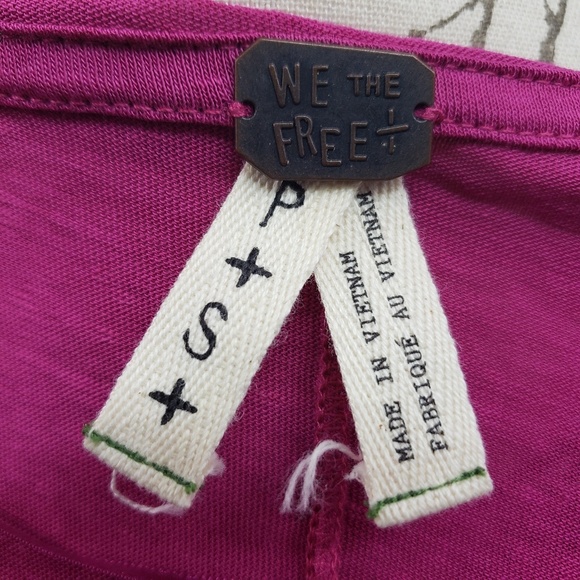 WE THE
FREE
P
+
S
+
MADE IN VIETNAM
FABRIQUÉ AU VIETNAM